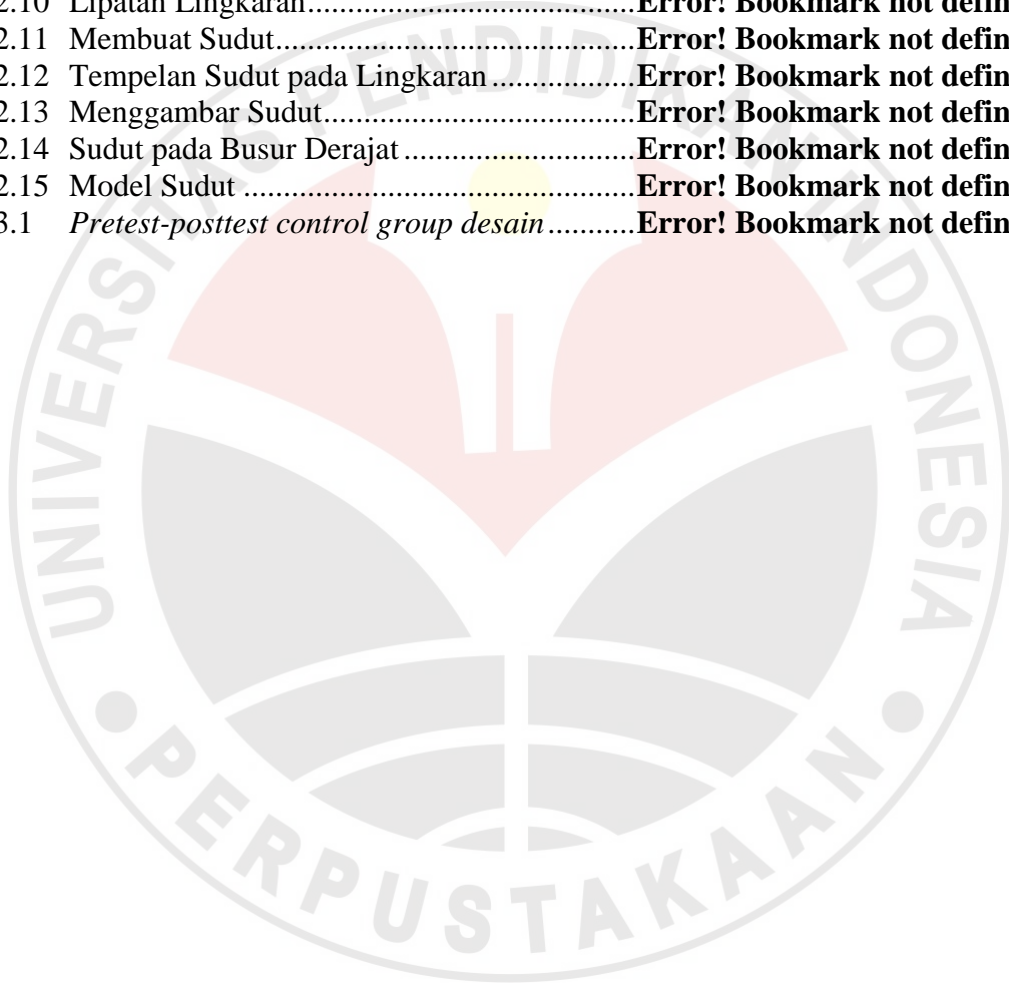 2.10 Lipatan Lingkaran........................................Error! Bookmark not defin
2.11 Membuat Sudut............................................Error! Bookmark not defin
2.12 Tempelan Sudut pada Lingkaran.................Error! Bookmark not defin
2.13 Menggambar Sudut......................................Error! Bookmark not defin
2.14 Sudut pada Busur Derajat............................Error! Bookmark not defin
2.15 Model Sudut................................................Error! Bookmark not defin
3.1 Pretest-posttest control group desain...........Error! Bookmark not defin
UNIVERSITAS PENDIDIKAN INDONESIA
PERPUSTAKAAN